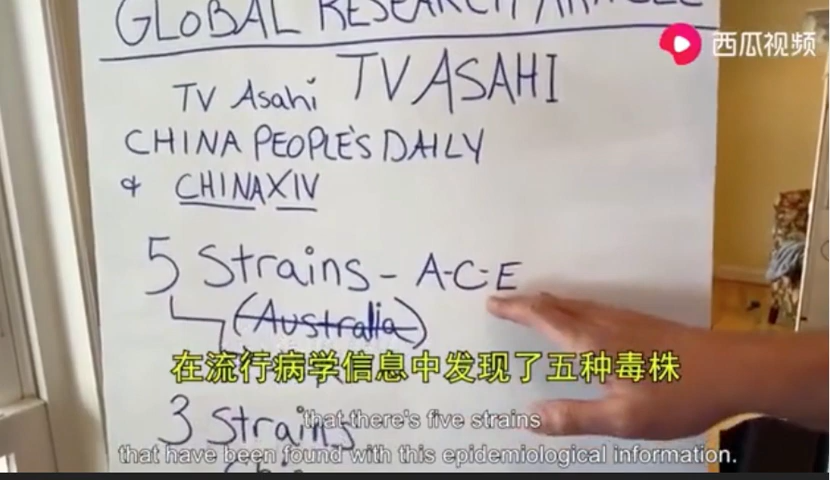 GLOBAL RESEARCH ARTICLE
西瓜视频
TV Asahi TV ASAHI
CHINA PEOPLE'S DAILY
& CHINAXIV
5 Strains - A-C-E
(Australia)
在流行病学信息中发现了五种毒株
3 Strains
that there's five strains
that have been found with this epidemiological information.